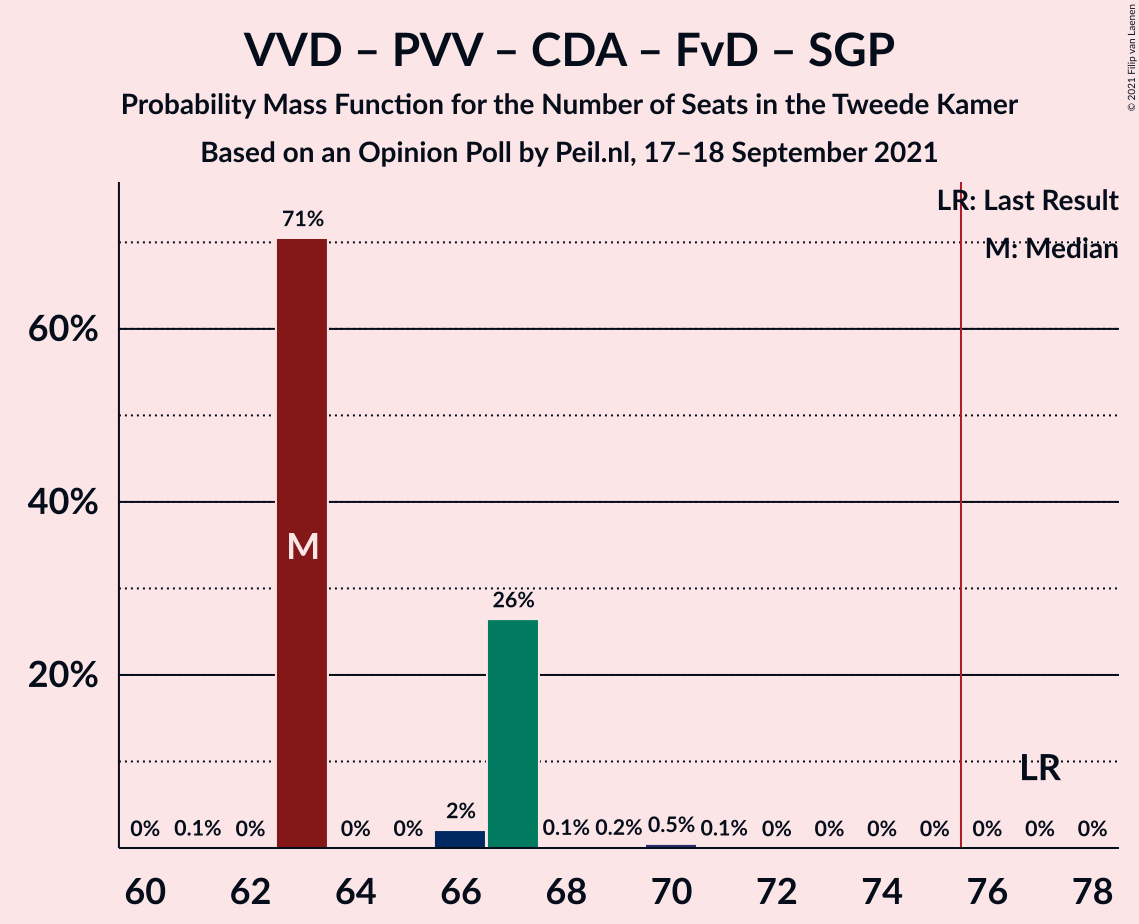 VVD – PVV – CDA – FvD – SGP
Probability Mass Function for the Number of Seats in the Tweede Kamer
Based on an Opinion Poll by Peil.nl, 17–18 September 2021
© 2021 Filip van Laenen
LR: Last Result
M: Median
71%
60%
40%
M
26%
20%
LR
2%
0% 0.1% 0% 0% 0% 0.1% 0.2% 0.5% 0.1% 0% 0% 0% 0% 0% 0% 0%
60 62 64 66 68 70 72 74 76 78